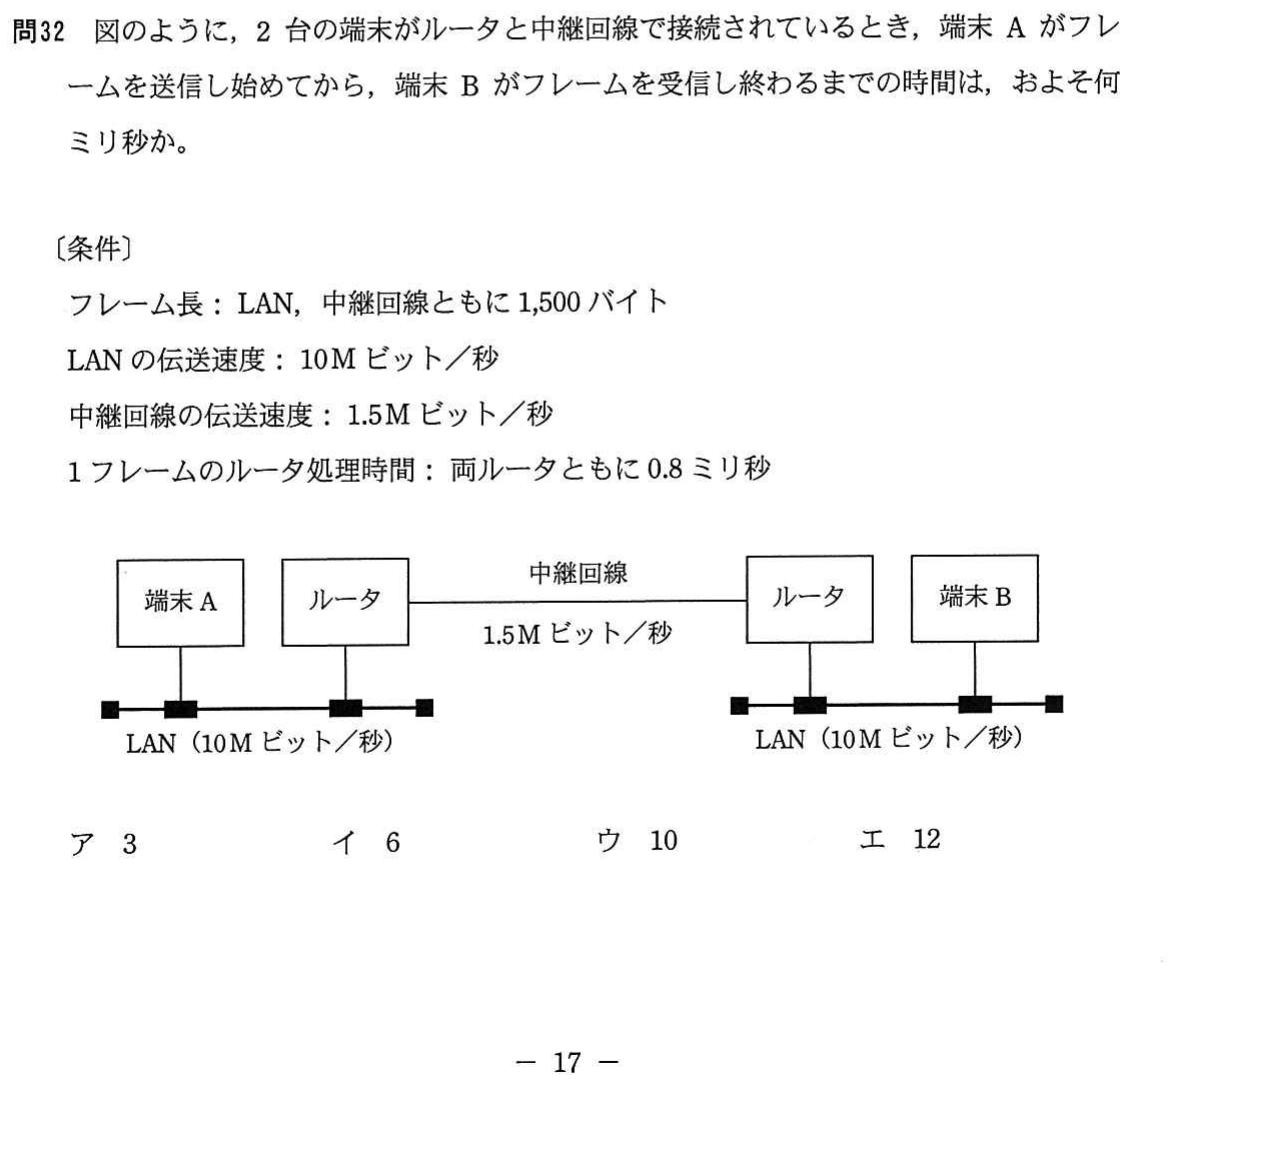 問32 図のように，2 台の端末がルータと中継回線で接続されているとき，端末 A がフレ
ームを送信し始めてから，端末 B がフレームを受信し終わるまでの時間は，およそ何
ミリ秒か。
〔条件〕
フレーム長：LAN，中継回線ともに 1,500 バイト
LAN の伝送速度：10M ビット／秒
中継回線の伝送速度：1.5M ビット／秒
1 フレームのルータ処理時間：両ルータともに 0.8 ミリ秒
端末 A ルータ 中継回線 ルータ 端末 B
1.5M ビット／秒
LAN（10M ビット／秒） LAN（10M ビット／秒）
ア 3 イ 6 ウ 10 エ 12
－ 17 －